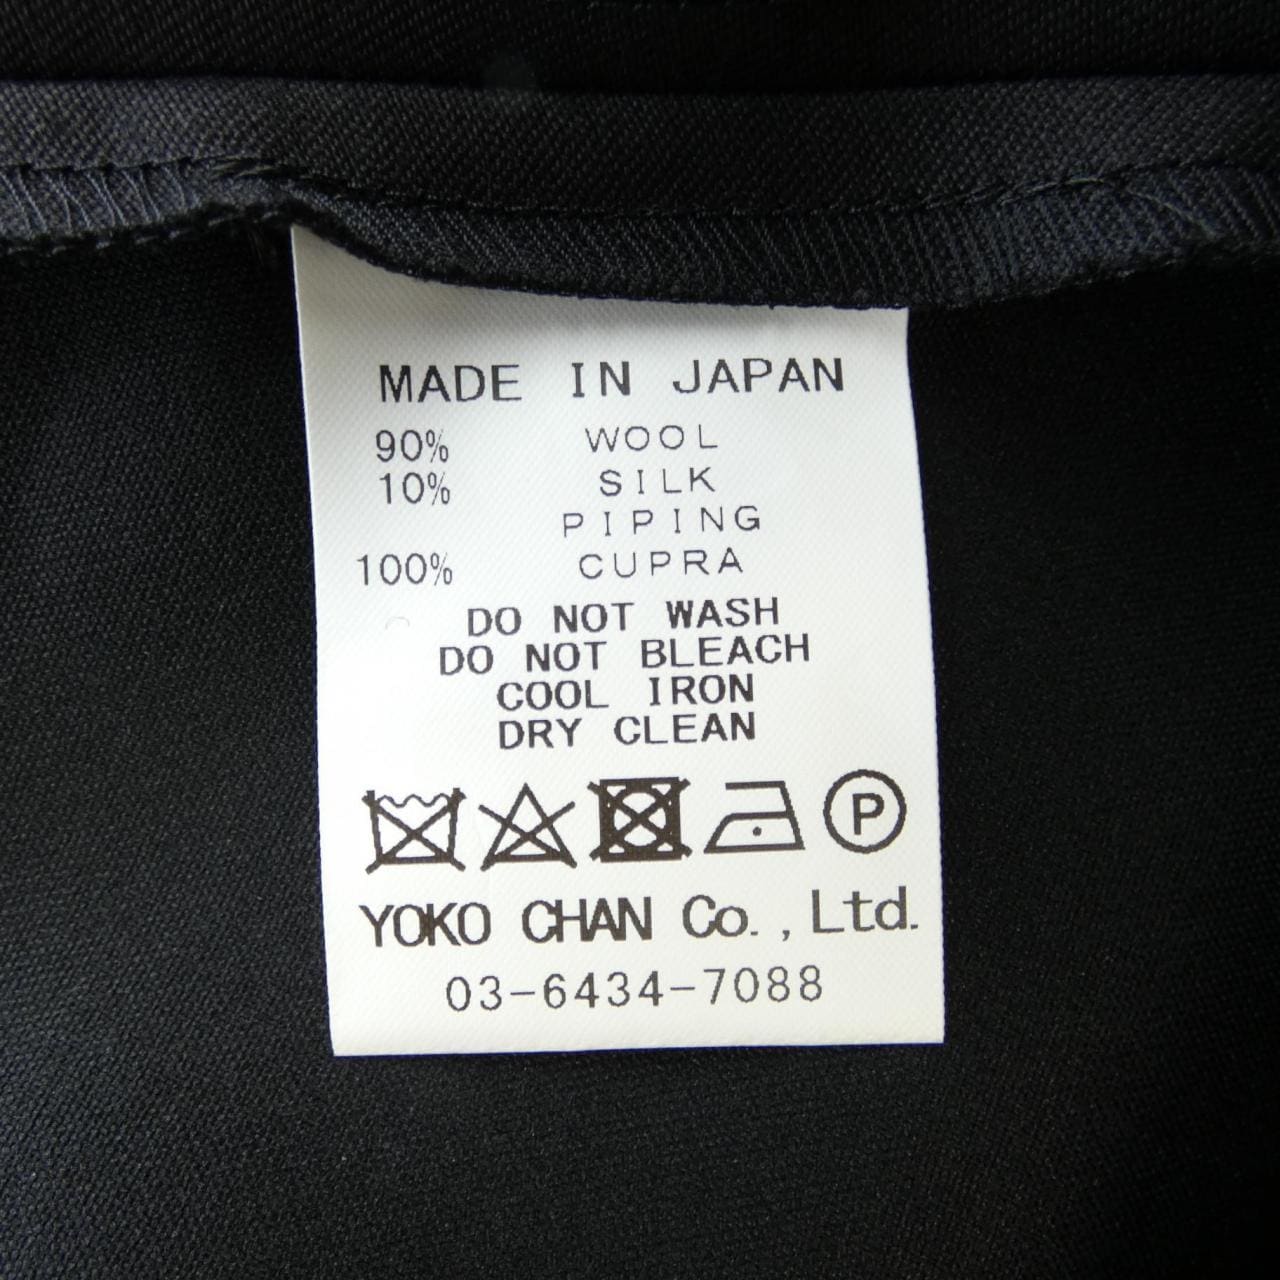 MADE IN JAPAN
90% WOOL
10% SILK
PIPING
100% CUPRA
DO NOT WASH
DO NOT BLEACH
COOL IRON
DRY CLEAN
P
YOKO CHAN Co., Ltd.
03-6434-7088